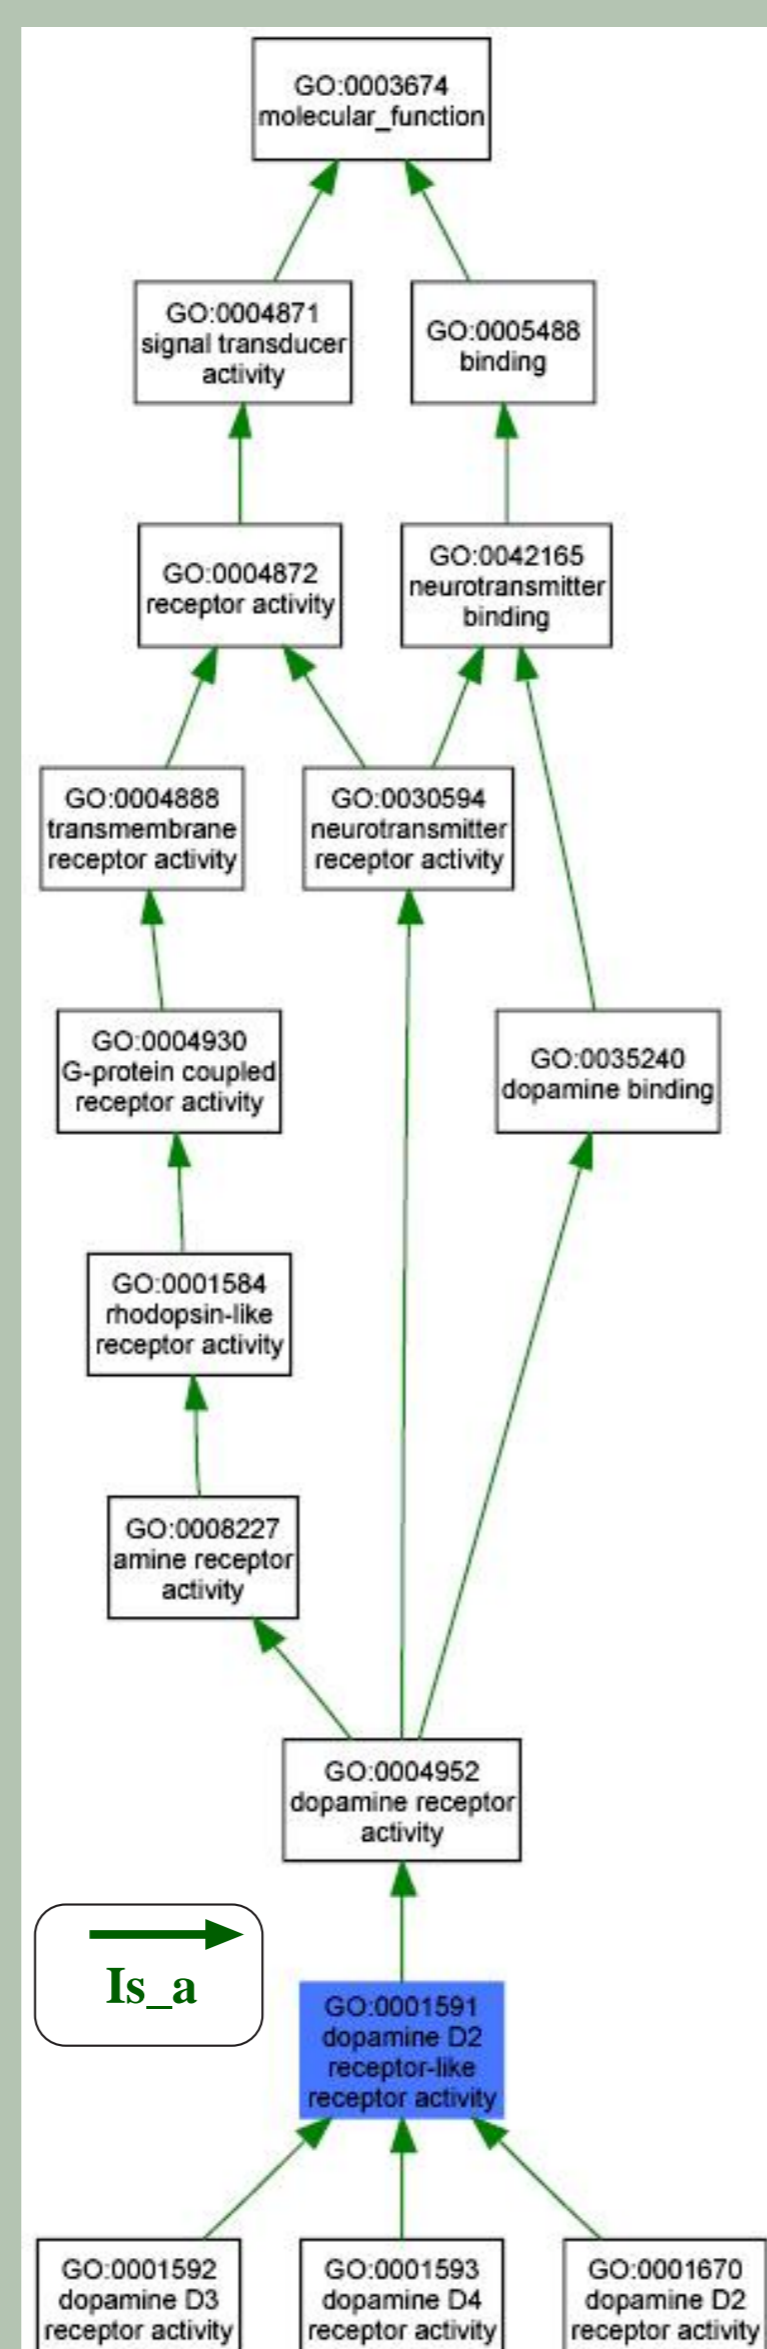 GO:0003674
molecular_function
GO:0004871
signal transducer
activity
GO:0005488
binding
GO:0004872
receptor activity
GO:0042165
neurotransmitter
binding
GO:0004888
transmembrane
receptor activity
GO:0030594
neurotransmitter
receptor activity
GO:0004930
G-protein coupled
receptor activity
GO:0035240
dopamine binding
GO:0001584
rhodopsin-like
receptor activity
GO:0008227
amine receptor
activity
GO:0004952
dopamine receptor
activity
Is_a
GO:0001591
dopamine D2
receptor-like
receptor activity
GO:0001592
dopamine D3
receptor activity
GO:0001593
dopamine D4
receptor activity
GO:0001670
dopamine D2
receptor activity